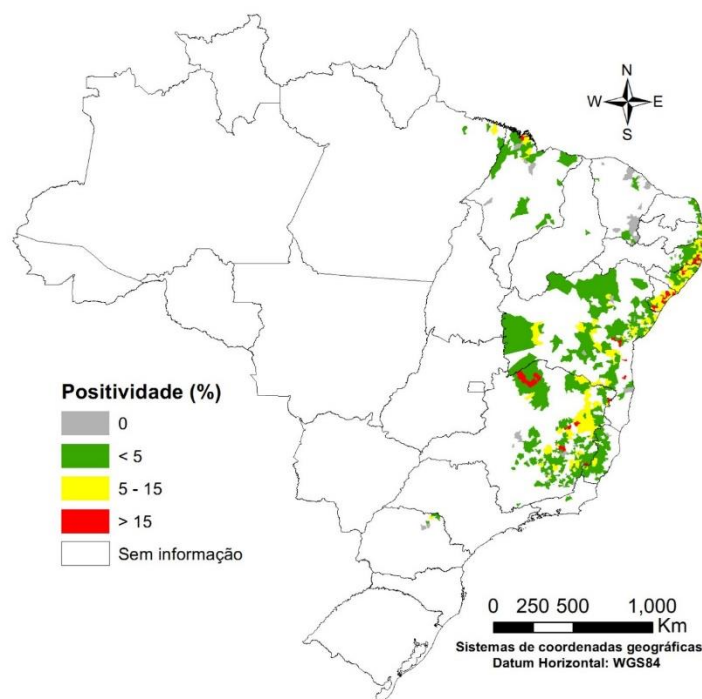 N
W E
S
Positividade (%)
0
< 5
5 - 15
> 15
Sem informação
0 250 500 1,000
Km
Sistemas de coordenadas geográficas
Datum Horizontal: WGS84